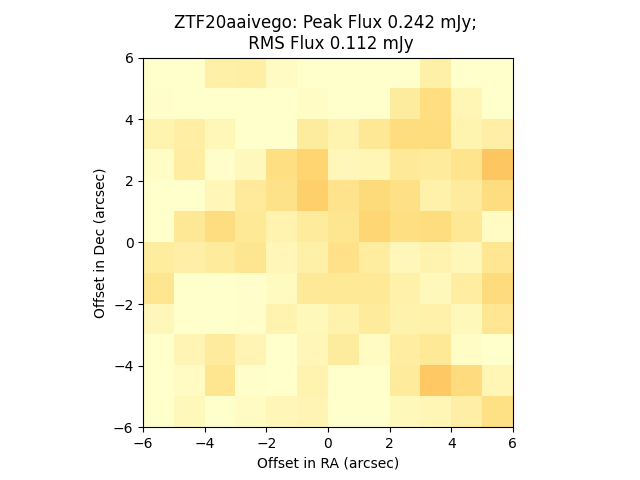 ZTF20aaivego: Peak Flux 0.242 mJy;
RMS Flux 0.112 mJy
6
4
2
0
−2
−4
−6
Offset in Dec (arcsec)
−6 −4 −2 0 2 4 6
Offset in RA (arcsec)